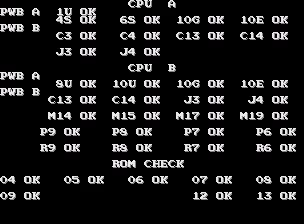 CPU A
PWB A 1U OK
4S OK 6S OK 10G OK 10E OK
PWB B
C3 OK C4 OK C13 OK C14 OK
J3 OK J4 OK
CPU B
PWB A
8U OK 10U OK 10G OK 10E OK
PWB B
C13 OK C14 OK J3 OK J4 OK
M14 OK M15 OK M17 OK M19 OK
P9 OK P8 OK P7 OK P6 OK
R9 OK R8 OK R7 OK R6 OK
ROM CHECK
04 OK 05 OK 06 OK 07 OK 08 OK
09 OK 12 OK 13 OK